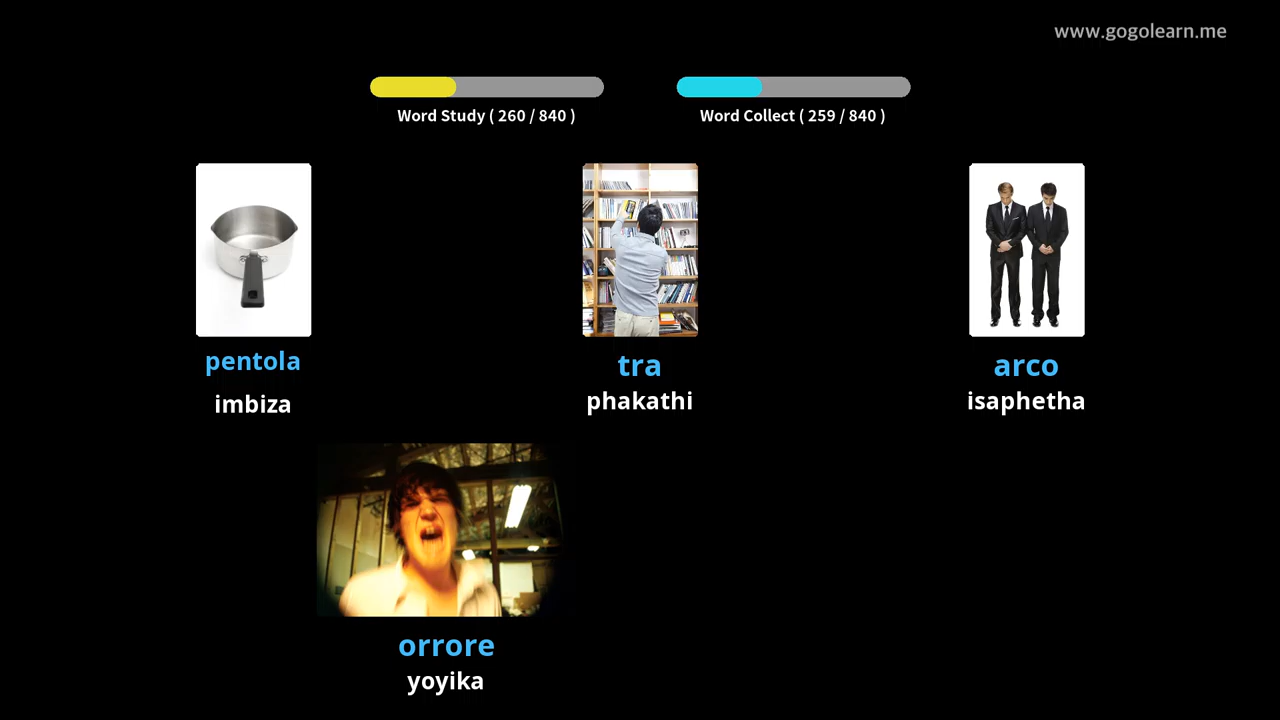 www.gogolearn.me
Word Study ( 260 / 840 )
Word Collect ( 259 / 840 )
pentola
imbiza
tra
phakathi
arco
isaphetha
orrore
yoyika